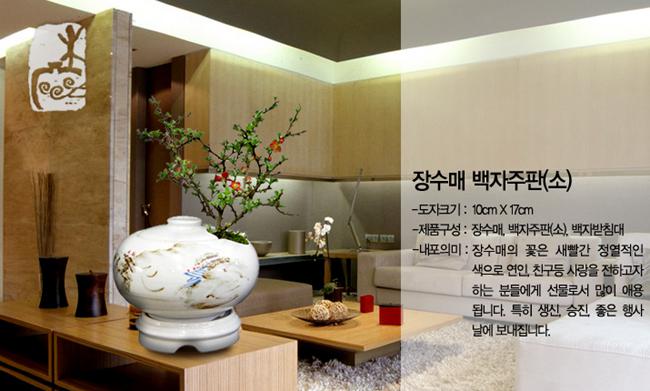 장수매 백자주판(소)
-도자크기 : 10cm X 17cm
-제품구성 : 장수매, 백자주판(소), 백자받침대
-내포의미 : 장수매의 꽃은 새빨간 정열적인
색으로 연인, 친구등 사랑을 전하고자
하는 분들에게 선물로서 많이 애용
됩니다. 특히 생신, 승진, 좋은 행사
날에 보내집니다.